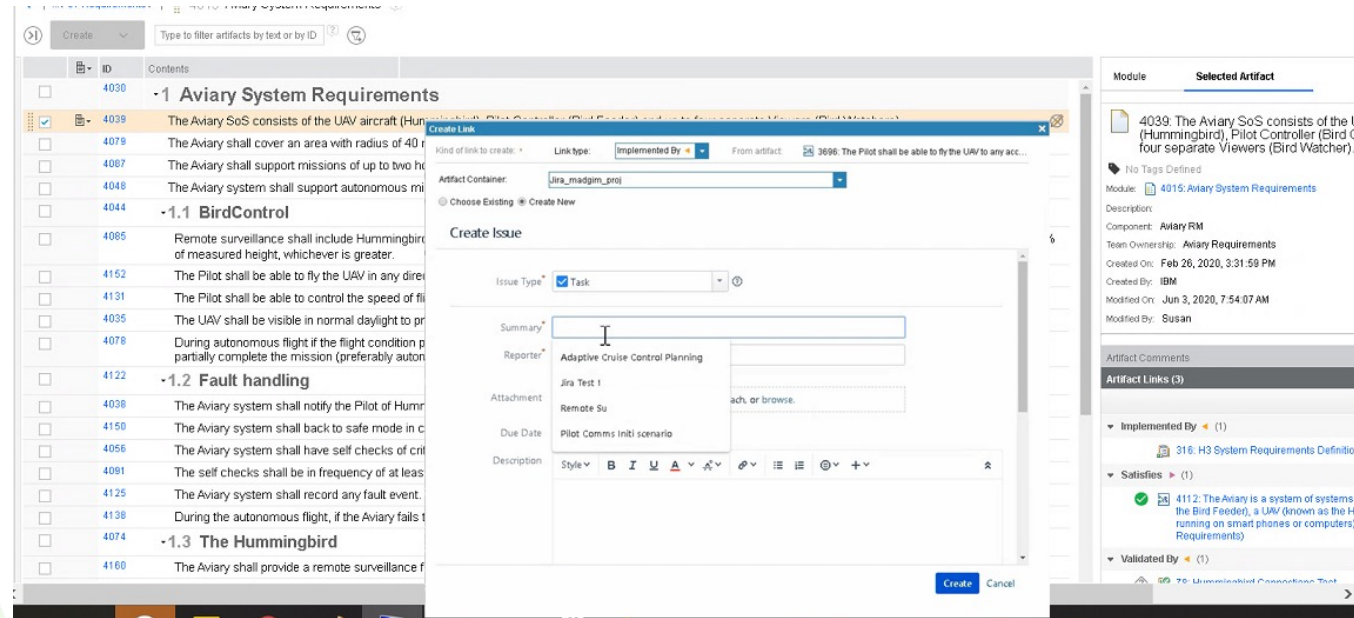 4015 Aviary System Requirements
Create
Type to filter artifacts by text or by ID
ID Contents
4030 1 Aviary System Requirements
4039 The Aviary SoS consists of the UAV aircraft
4079 The Aviary shall cover an area with radius of 40
4087 The Aviary shall support missions of up to two
4048 The Aviary system shall support autonomous
4044 1.1 BirdControl
4085 Remote surveillance shall include
of measured height, whichever is greater.
4152 The Pilot shall be able to fly the UAV in any
4131 The Pilot shall be able to control the speed of
4035 The UAV shall be visible in normal daylight to
4078 During autonomous flight if the flight condition
partially complete the mission (preferably
4122 1.2 Fault handling
4038 The Aviary system shall notify the Pilot of
4150 The Aviary system shall back to safe mode in
4056 The Aviary system shall have self checks of
4091 The self checks shall be in frequency of at
4125 The Aviary system shall record any fault event.
4138 During the autonomous flight, if the Aviary fails
4074 1.3 The Hummingbird
4160 The Aviary shall provide a remote surveillance
Create Link
Kind of link to create: Link type: Implemented By From artifact: 3696: The Pilot shall be able to fly the UAV to any acc...
Artifact Container: Jira_madgim_proj
Choose Existing Create New
Create Issue
Issue Type* Task
Summary*
Reporter*
Adaptive Cruise Control Planning
Jira Test 1
Remote Su
Pilot Comms Initi scenario
Attachment or browse.
Due Date
Description Style B I U A
Create Cancel
Module Selected Artifact
4039: The Aviary SoS consists of the
(Hummingbird), Pilot Controller (Bird
four separate Viewers (Bird Watcher).
No Tags Defined
Module: 4015: Aviary System Requirements
Description:
Component: Aviary RM
Team Ownership: Aviary Requirements
Created On: Feb 26, 2020, 3:31:59 PM
Created By: IBM
Modified On: Jun 3, 2020, 7:54:07 AM
Modified By: Susan
Artifact Comments
Artifact Links (3)
Implemented By (1)
316: H3 System Requirements
Satisfies (1)
4112: The Aviary is a system of systems
the Bird Feeder), a UAV (known as the
running on smart phones or computers)
Requirements)
Validated By (1)